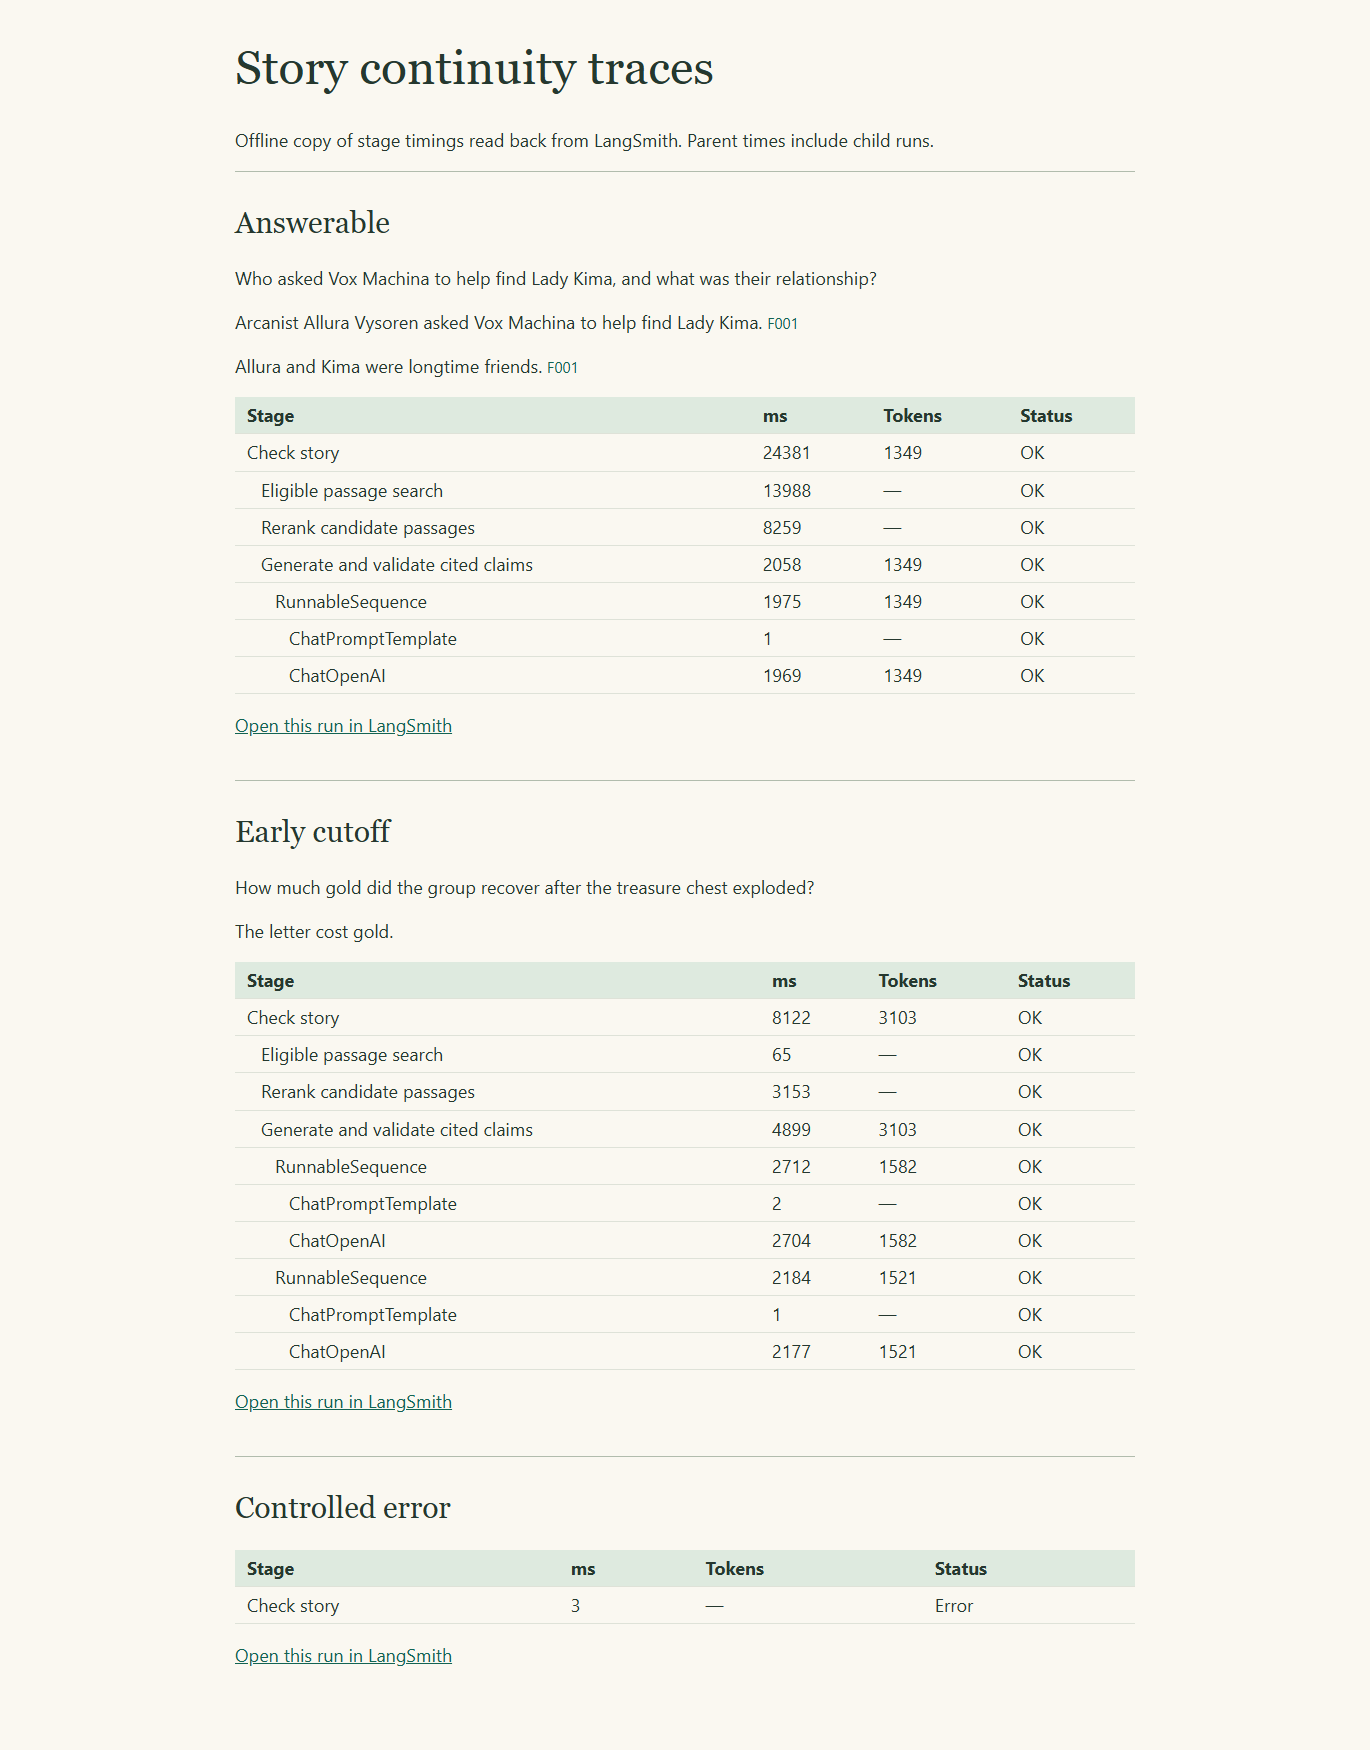 Story continuity traces
Offline copy of stage timings read back from LangSmith. Parent times include child runs.
Answerable
Who asked Vox Machina to help find Lady Kima, and what was their relationship?
Arcanist Allura Vysoren asked Vox Machina to help find Lady Kima. F001
Allura and Kima were longtime friends. F001
Stage ms Tokens Status
Check story 24381 1349 OK
Eligible passage search 13988 — OK
Rerank candidate passages 8259 — OK
Generate and validate cited claims 2058 1349 OK
RunnableSequence 1975 1349 OK
ChatPromptTemplate 1 — OK
ChatOpenAI 1969 1349 OK
Open this run in LangSmith
Early cutoff
How much gold did the group recover after the treasure chest exploded?
The letter cost gold.
Stage ms Tokens Status
Check story 8122 3103 OK
Eligible passage search 65 — OK
Rerank candidate passages 3153 — OK
Generate and validate cited claims 4899 3103 OK
RunnableSequence 2712 1582 OK
ChatPromptTemplate 2 — OK
ChatOpenAI 2704 1582 OK
RunnableSequence 2184 1521 OK
ChatPromptTemplate 1 — OK
ChatOpenAI 2177 1521 OK
Open this run in LangSmith
Controlled error
Stage ms Tokens Status
Check story 3 — Error
Open this run in LangSmith